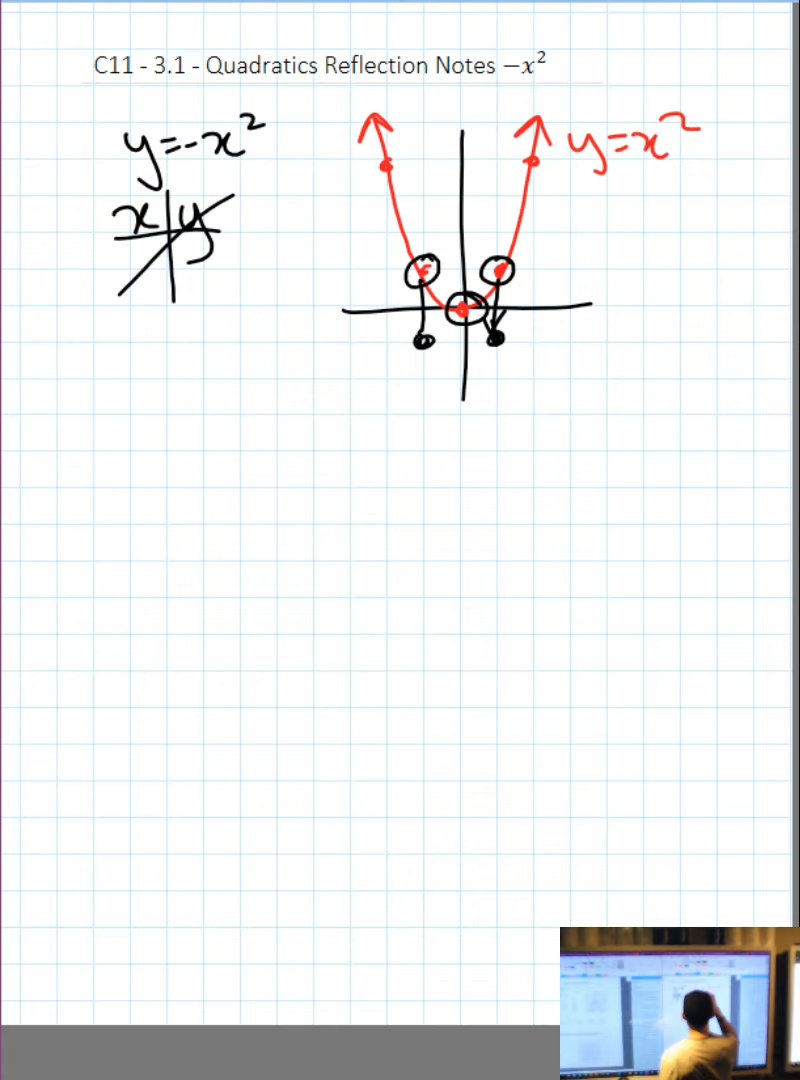 C11 - 3.1 - Quadratics Reflection Notes −x²
y=-x²
y=x²
x y